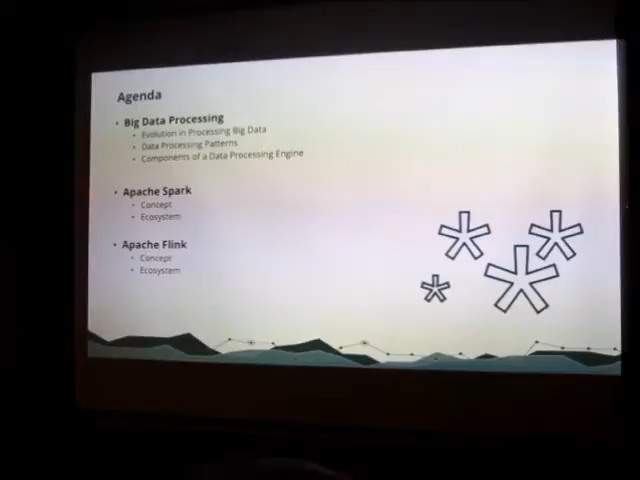 Agenda
• Big Data Processing
• Evolution in Processing Big Data
• Data Processing Patterns
• Components of a Data Processing Engine
• Apache Spark
• Concept
• Ecosystem
• Apache Flink
• Concept
• Ecosystem